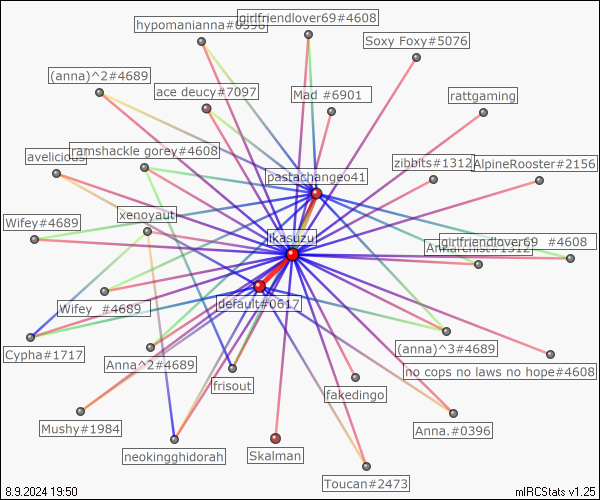 girlfriendlover69#4608
hypomanianna#0396
Soxy Foxy#5076
(anna)^2#4689
ace deucy#7097
Mad #6901
rattgaming
avelicious
ramshackle gorey#4608
zibbits#1312
AlpineRooster#2156
pastachangeo41
Wifey#4689
xenoyaut
ikasuzu
girlfriendlover69 #4608
default#0617
Wifey #4689
Cypha#1717
Anna^2#4689
(anna)^3#4689
no cops no laws no hope#4608
frisout
fakedingo
Mushy#1984
Anna.#0396
neokingghidorah
Skalman
Toucan#2473
8.9.2024 19:50
mIRCStats v1.25